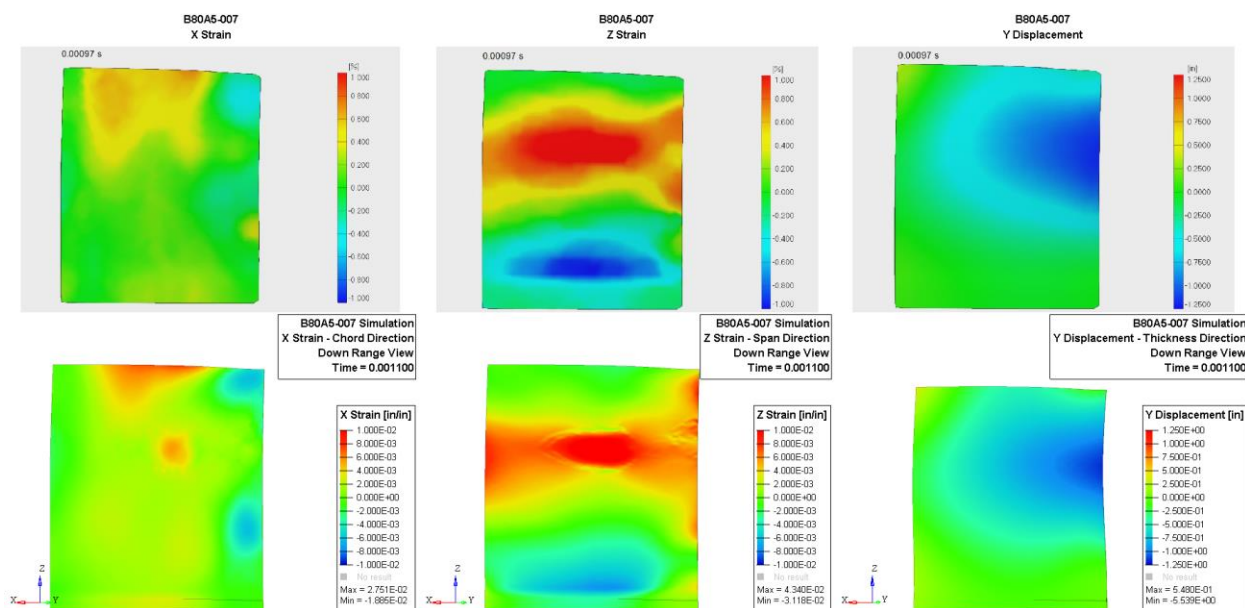 B80A5-007
X Strain
0.00097 s
[%]
1.000
0.800
0.600
0.400
0.200
0.000
-0.200
-0.400
-0.600
-0.800
-1.000
B80A5-007
Z Strain
0.00097 s
[%]
1.000
0.800
0.600
0.400
0.200
0.000
-0.200
-0.400
-0.600
-0.800
-1.000
B80A5-007
Y Displacement
0.00097 s
[in]
1.2500
1.0000
0.7500
0.5000
0.2500
0.0000
-0.2500
-0.5000
-0.7500
-1.0000
-1.2500
B80A5-007 Simulation
X Strain - Chord Direction
Down Range View
Time = 0.001100
X Strain [in/in]
1.000E-02
8.000E-03
6.000E-03
4.000E-03
2.000E-03
0.000E+00
-2.000E-03
-4.000E-03
-6.000E-03
-8.000E-03
-1.000E-02
No result
Max = 2.751E-02
Min = -1.885E-02
Z
X
Y
B80A5-007 Simulation
Z Strain - Span Direction
Down Range View
Time = 0.001100
Z Strain [in/in]
1.000E-02
8.000E-03
6.000E-03
4.000E-03
2.000E-03
0.000E+00
-2.000E-03
-4.000E-03
-6.000E-03
-8.000E-03
-1.000E-02
No result
Max = 4.340E-02
Min = -3.118E-02
Z
X
Y
B80A5-007 Simulation
Y Displacement - Thickness Direction
Down Range View
Time = 0.001100
Y Displacement [in]
1.250E+00
1.000E+00
7.500E-01
5.000E-01
2.500E-01
0.000E+00
-2.500E-01
-5.000E-01
-7.500E-01
-1.000E+00
-1.250E+00
No result
Max = 5.480E-01
Min = -5.539E+00
Z
X
Y